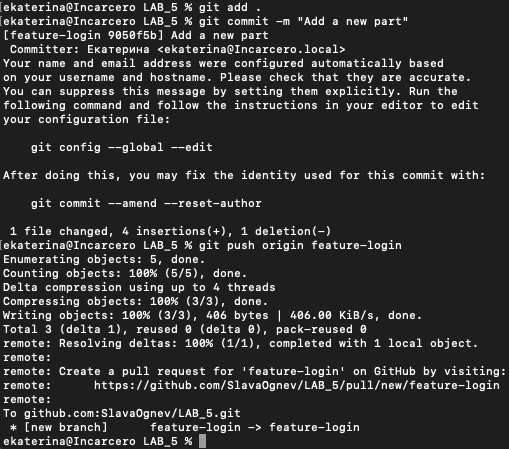 ekaterina@Incarcero LAB_5 % git add .
ekaterina@Incarcero LAB_5 % git commit -m "Add a new part"
[feature-login 9050f5b] Add a new part
Committer: Екатерина <ekaterina@Incarcero.local>
Your name and email address were configured automatically based
on your username and hostname. Please check that they are accurate.
You can suppress this message by setting them explicitly. Run the
following command and follow the instructions in your editor to edit
your configuration file:
git config --global --edit
After doing this, you may fix the identity used for this commit with:
git commit --amend --reset-author
1 file changed, 4 insertions(+), 1 deletion(-)
ekaterina@Incarcero LAB_5 % git push origin feature-login
Enumerating objects: 5, done.
Counting objects: 100% (5/5), done.
Delta compression using up to 4 threads
Compressing objects: 100% (3/3), done.
Writing objects: 100% (3/3), 406 bytes | 406.00 KiB/s, done.
Total 3 (delta 1), reused 0 (delta 0), pack-reused 0
remote: Resolving deltas: 100% (1/1), completed with 1 local object.
remote:
remote: Create a pull request for 'feature-login' on GitHub by visiting:
remote:      https://github.com/SlavaOgnev/LAB_5/pull/new/feature-login
remote:
To github.com:SlavaOgnev/LAB_5.git
* [new branch]      feature-login -> feature-login
ekaterina@Incarcero LAB_5 %